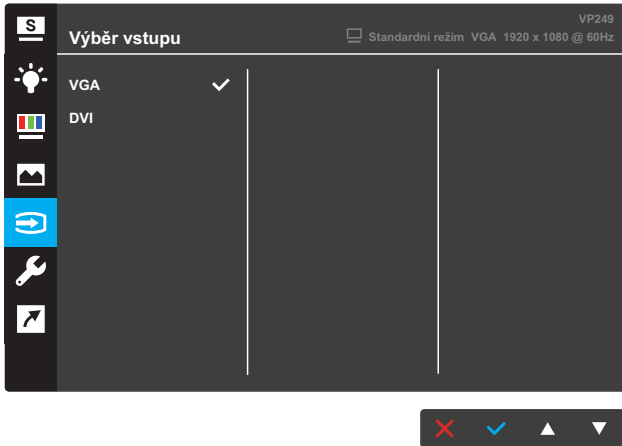 S
VP249
Výběr vstupu
Standardní režim VGA 1920 x 1080 @ 60Hz
VGA
DVI